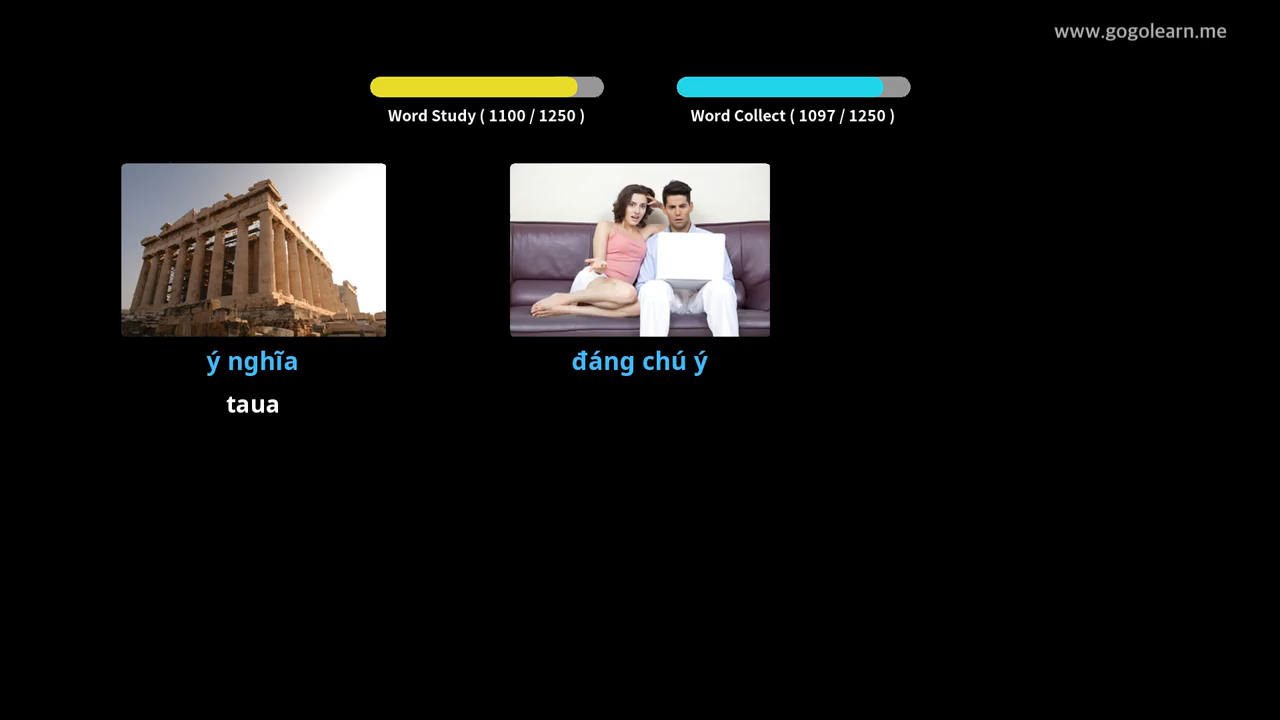 www.gogolearn.me
Word Study ( 1100 / 1250 )
Word Collect ( 1097 / 1250 )
ý nghĩa
đáng chú ý
taua